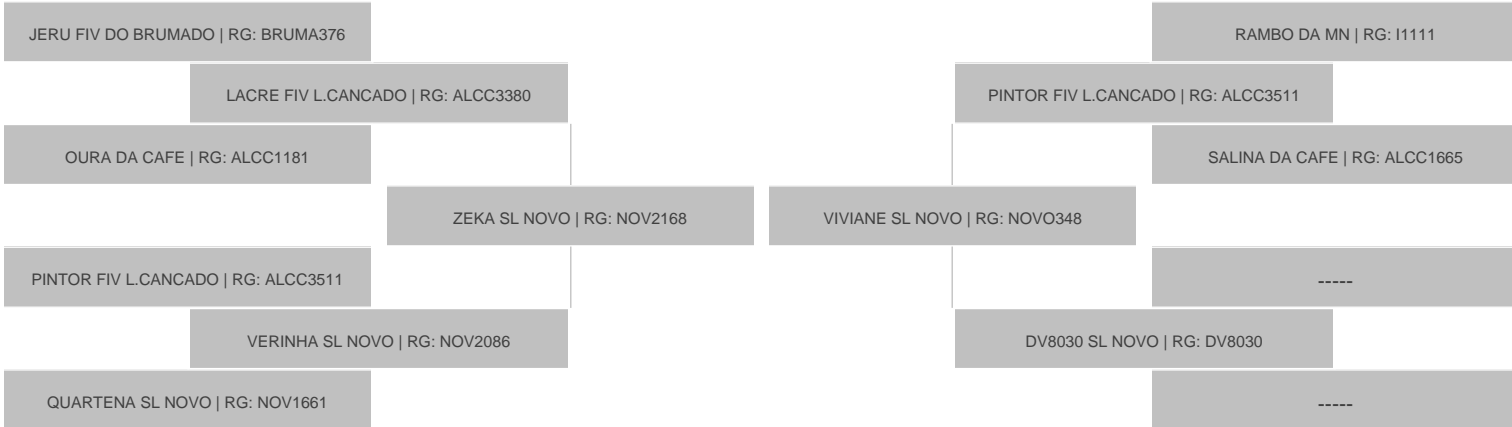 JERU FIV DO BRUMADO | RG: BRUMA376
RAMBO DA MN | RG: I1111
LACRE FIV L.CANCADO | RG: ALCC3380
PINTOR FIV L.CANCADO | RG: ALCC3511
OURA DA CAFE | RG: ALCC1181
SALINA DA CAFE | RG: ALCC1665
ZEKA SL NOVO | RG: NOV2168
VIVIANE SL NOVO | RG: NOVO348
PINTOR FIV L.CANCADO | RG: ALCC3511
-----
VERINHA SL NOVO | RG: NOV2086
DV8030 SL NOVO | RG: DV8030
QUARTENA SL NOVO | RG: NOV1661
-----